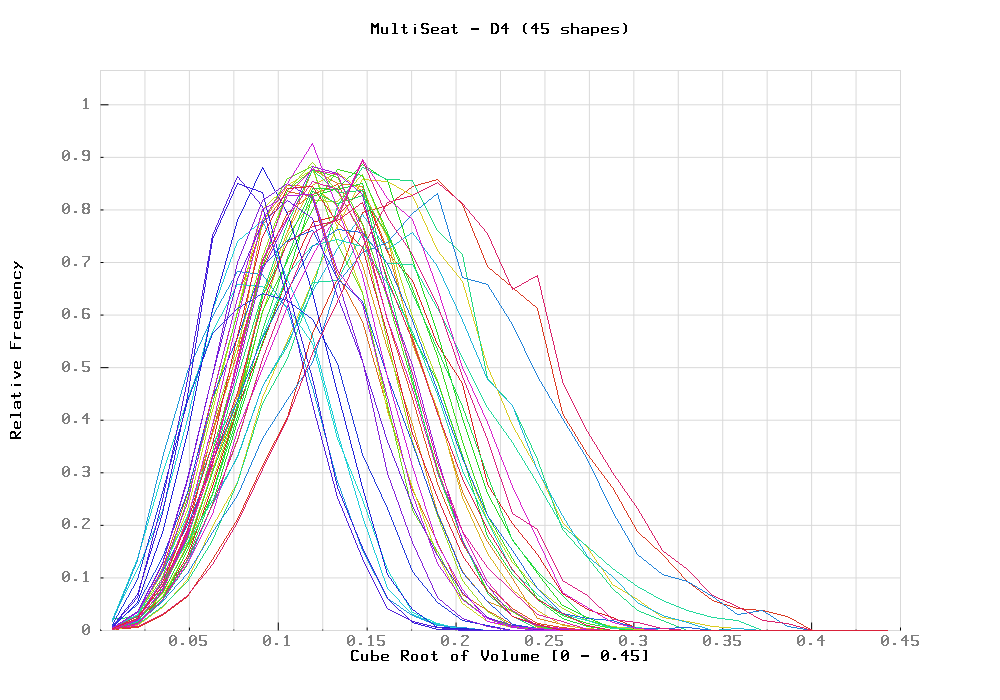 MultiSeat - D4 (45 shapes)
1
0.9
0.8
0.7
0.6
0.5
0.4
0.3
0.2
0.1
0
Relative Frequency
0.05 0.1 0.15 0.2 0.25 0.3 0.35 0.4 0.45
Cube Root of Volume [0 - 0.45]